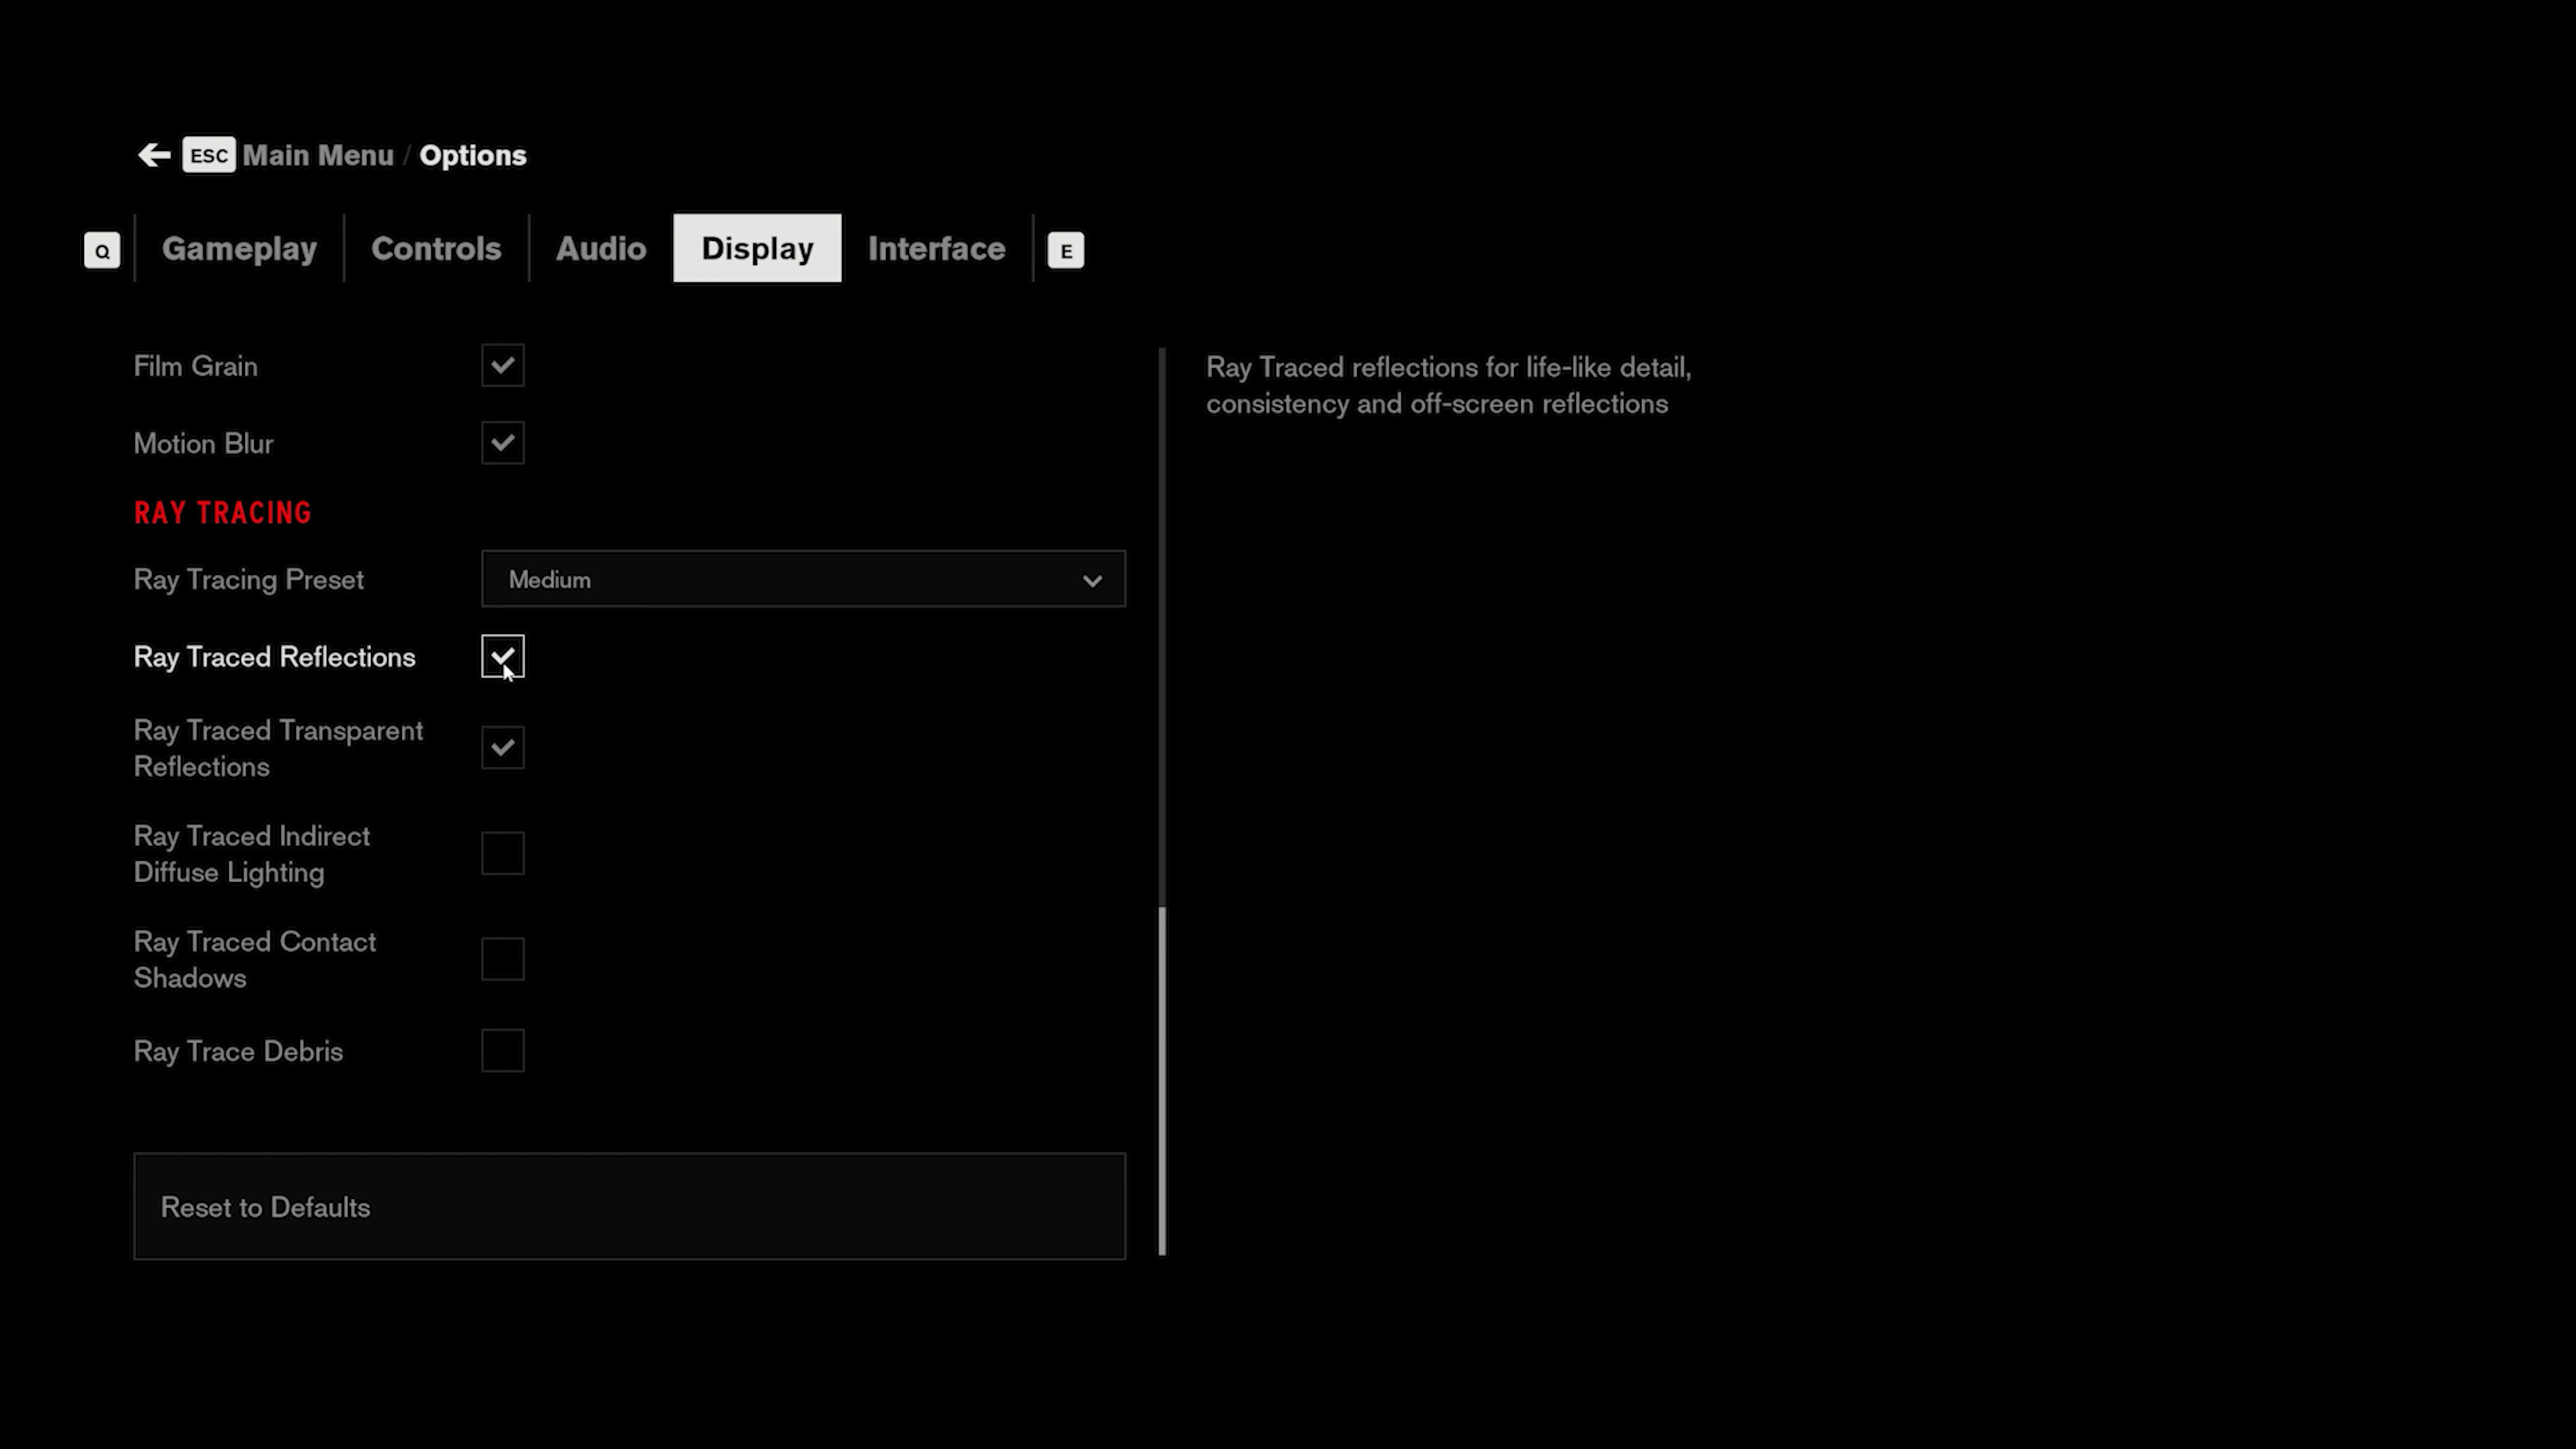 ESC Main Menu / Options
Q Gameplay Controls Audio Display Interface E
Film Grain
Motion Blur
RAY TRACING
Ray Tracing Preset Medium
Ray Traced Reflections
Ray Traced Transparent
Reflections
Ray Traced Indirect
Diffuse Lighting
Ray Traced Contact
Shadows
Ray Trace Debris
Reset to Defaults
Ray Traced reflections for life-like detail,
consistency and off-screen reflections